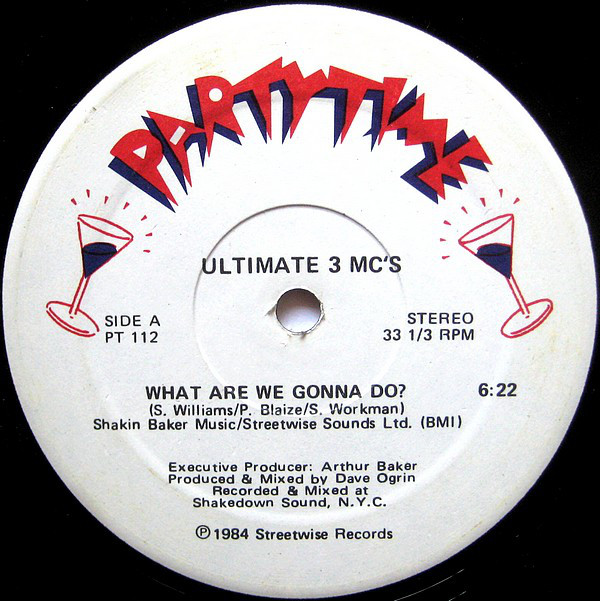 PARTYTIME
ULTIMATE 3 MC'S
SIDE A
PT 112
STEREO
33 1/3 RPM
WHAT ARE WE GONNA DO? 6:22
(S. Williams/P. Blaize/S. Workman)
Shakin Baker Music/Streetwise Sounds Ltd. (BMI)
Executive Producer: Arthur Baker
Produced & Mixed by Dave Ogrin
Recorded & Mixed at
Shakedown Sound, N.Y.C.
℗ 1984 Streetwise Records